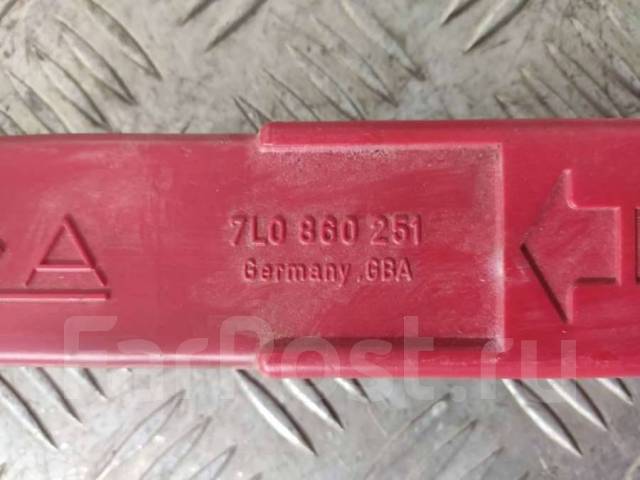 7L0 860 251
Germany .GBA
A
FarPost.ru